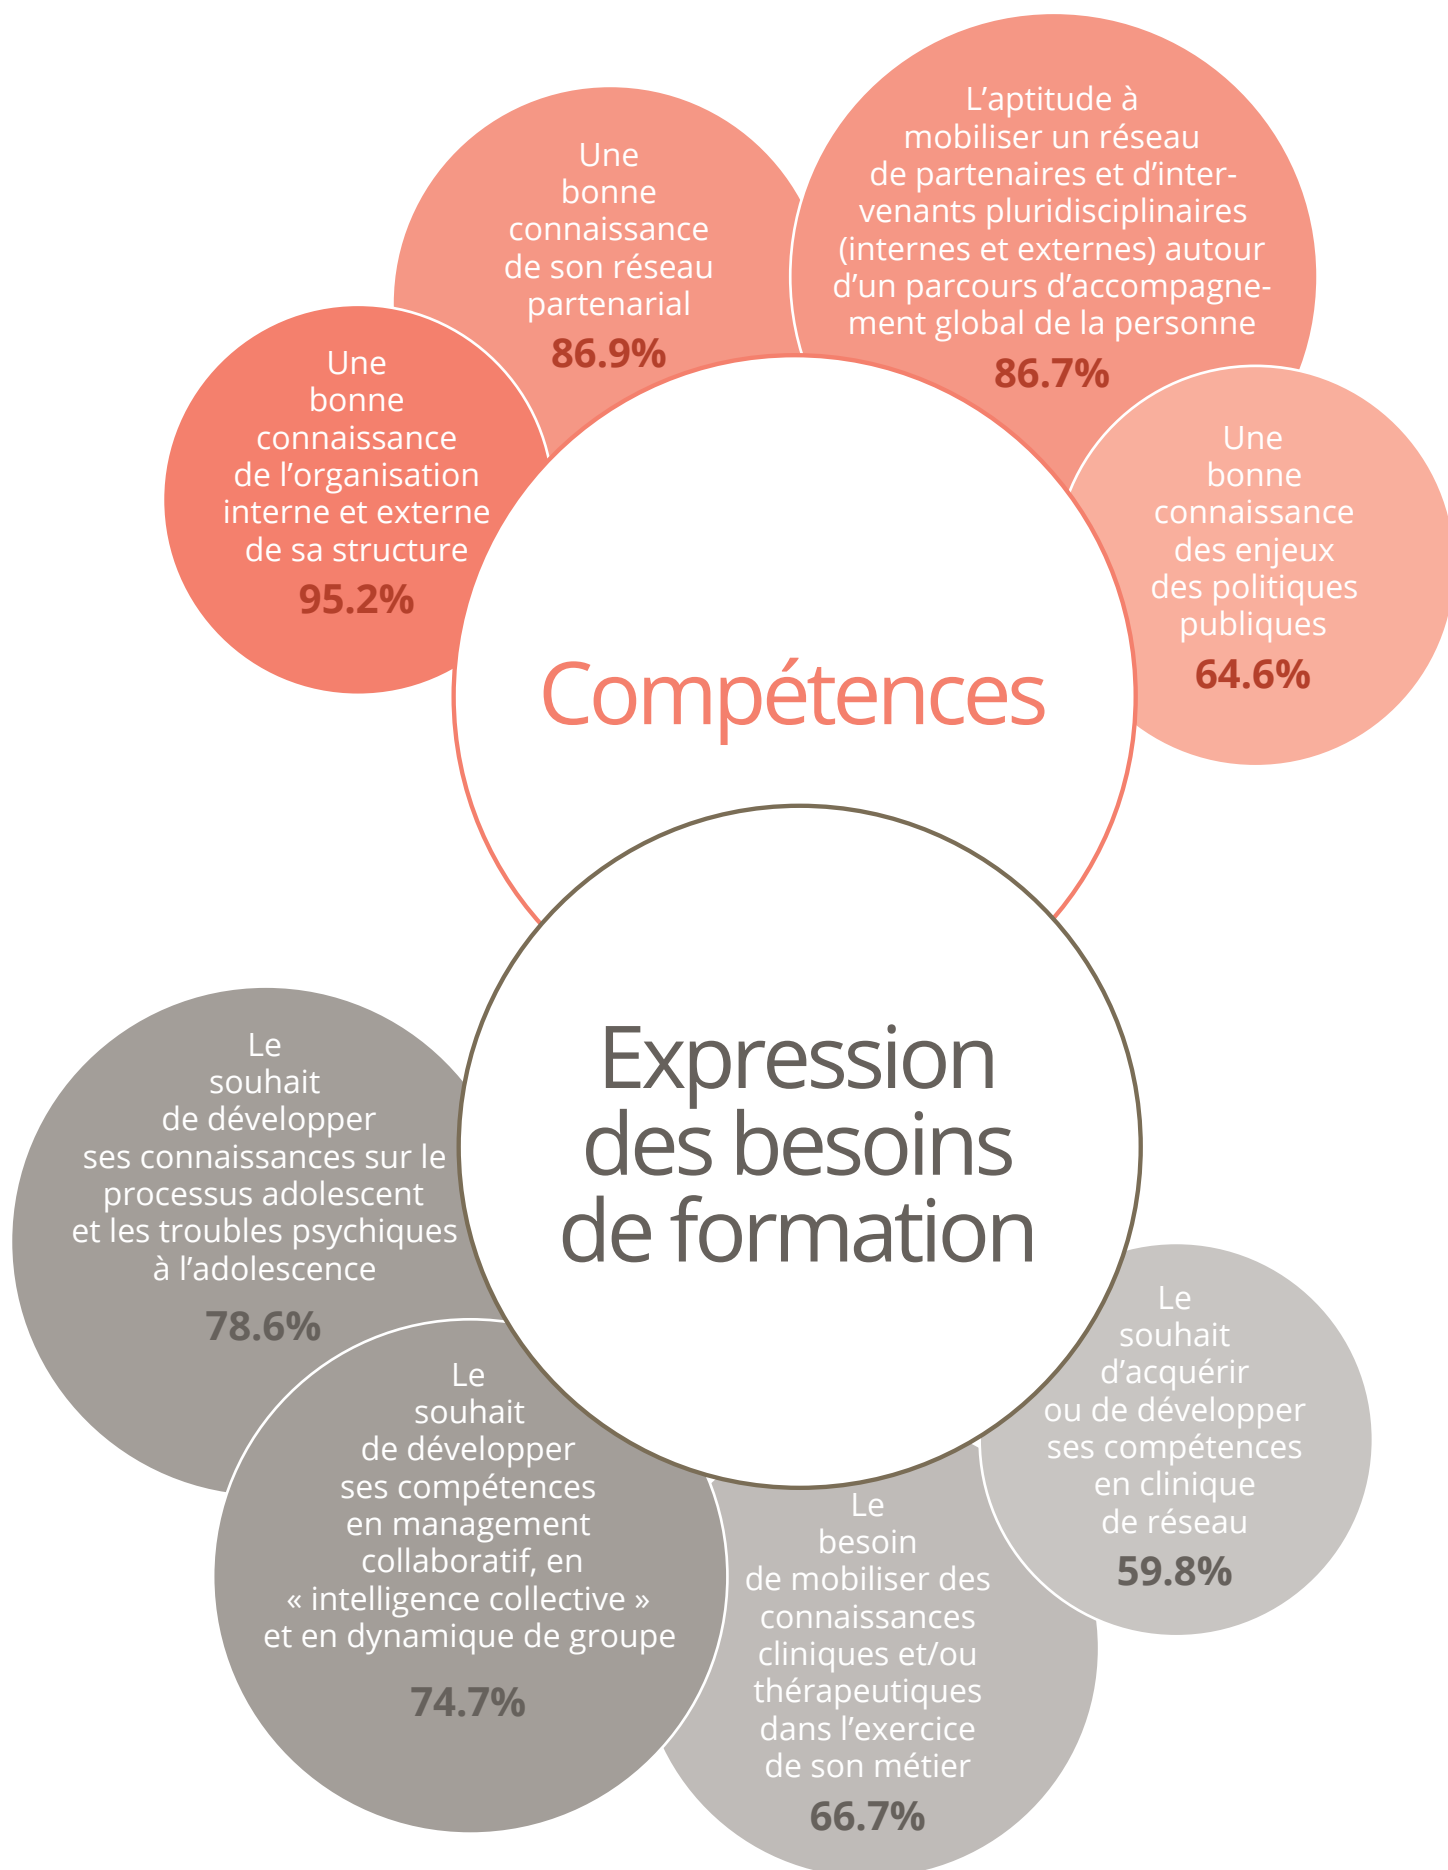 L’aptitude à
mobiliser un réseau
de partenaires et d’inter-
venants pluridisciplinaires
(internes et externes) autour
d’un parcours d’accompagne-
ment global de la personne
86.7%
Une
bonne
connaissance
de son réseau
partenarial
86.9%
Une
bonne
connaissance
de l’organisation
interne et externe
de sa structure
95.2%
Une
bonne
connaissance
des enjeux
des politiques
publiques
64.6%
Compétences
Expression
des besoins
de formation
Le
souhait
de développer
ses connaissances sur le
processus adolescent
et les troubles psychiques
à l’adolescence
78.6%
Le
souhait
de développer
ses compétences
en management
collaboratif, en
« intelligence collective »
et en dynamique de groupe
74.7%
Le
besoin
de mobiliser des
connaissances
cliniques et/ou
thérapeutiques
dans l’exercice
de son métier
66.7%
Le
souhait
d’acquérir
ou de développer
ses compétences
en clinique
de réseau
59.8%